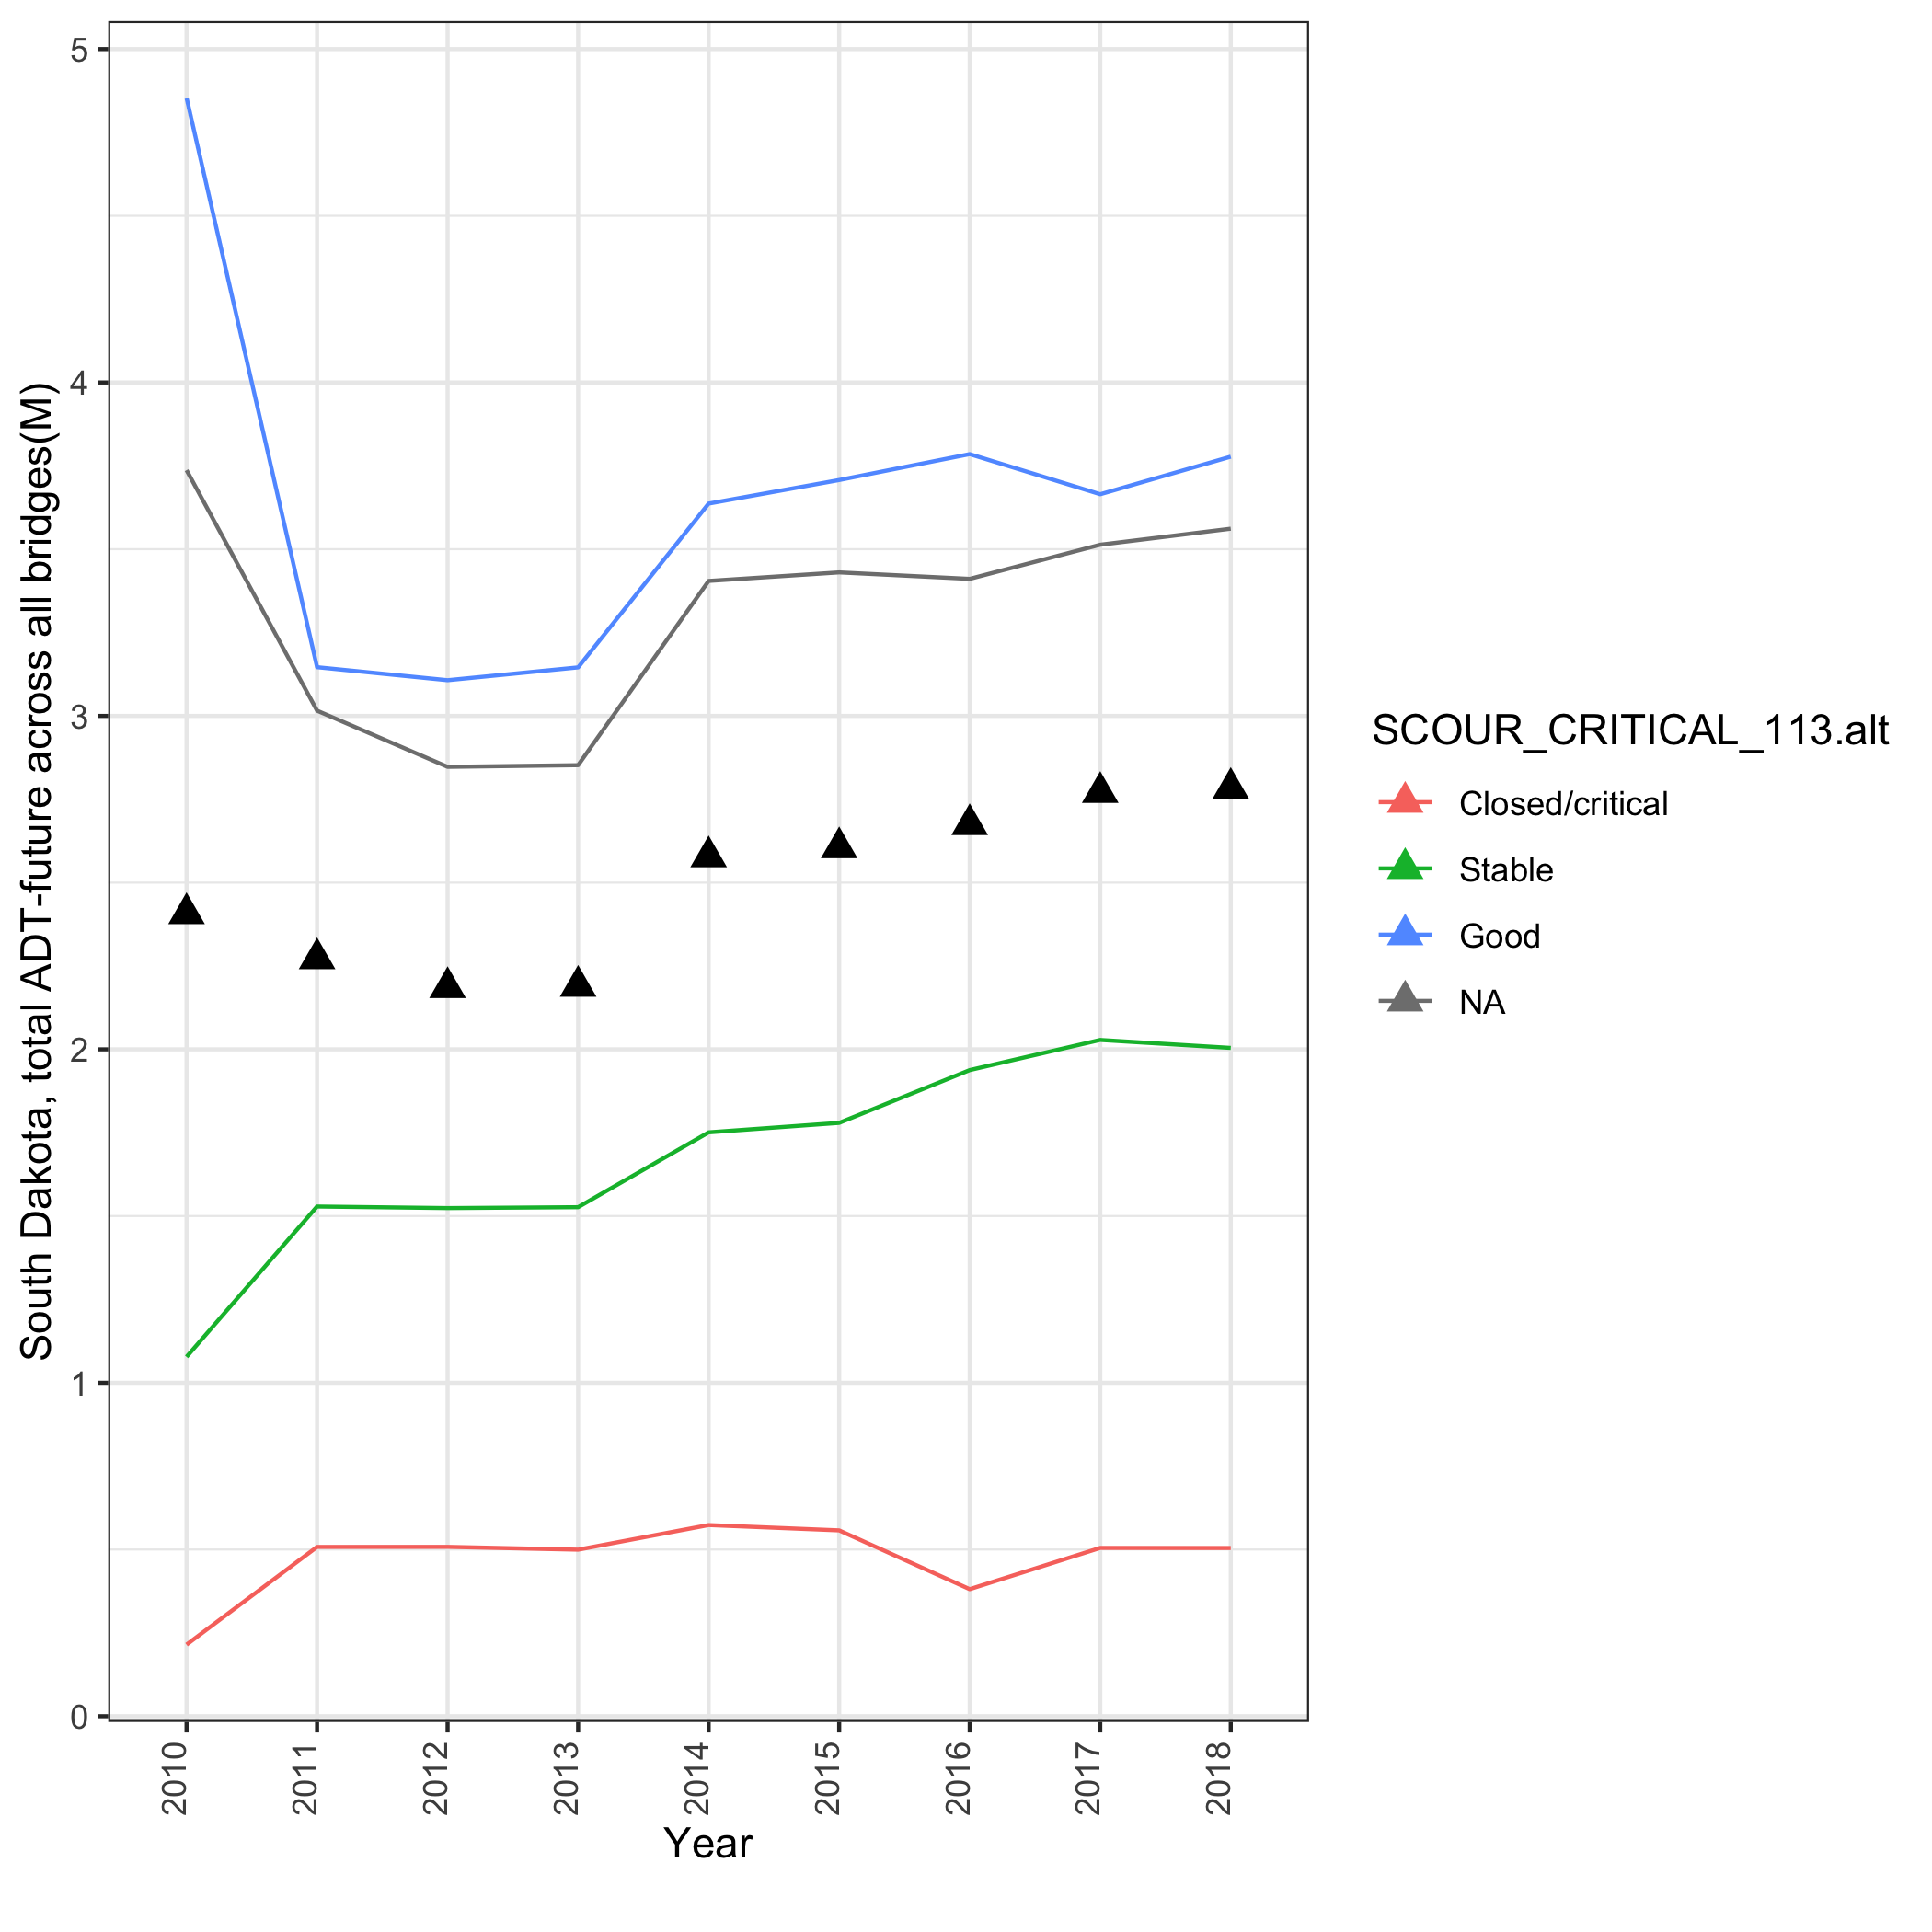 South Dakota, total ADT-future across all bridges(M)
5
4
3
2
1
0
2010
2011
2012
2013
2014
2015
2016
2017
2018
Year
SCOUR_CRITICAL_113.alt
Closed/critical
Stable
Good
NA